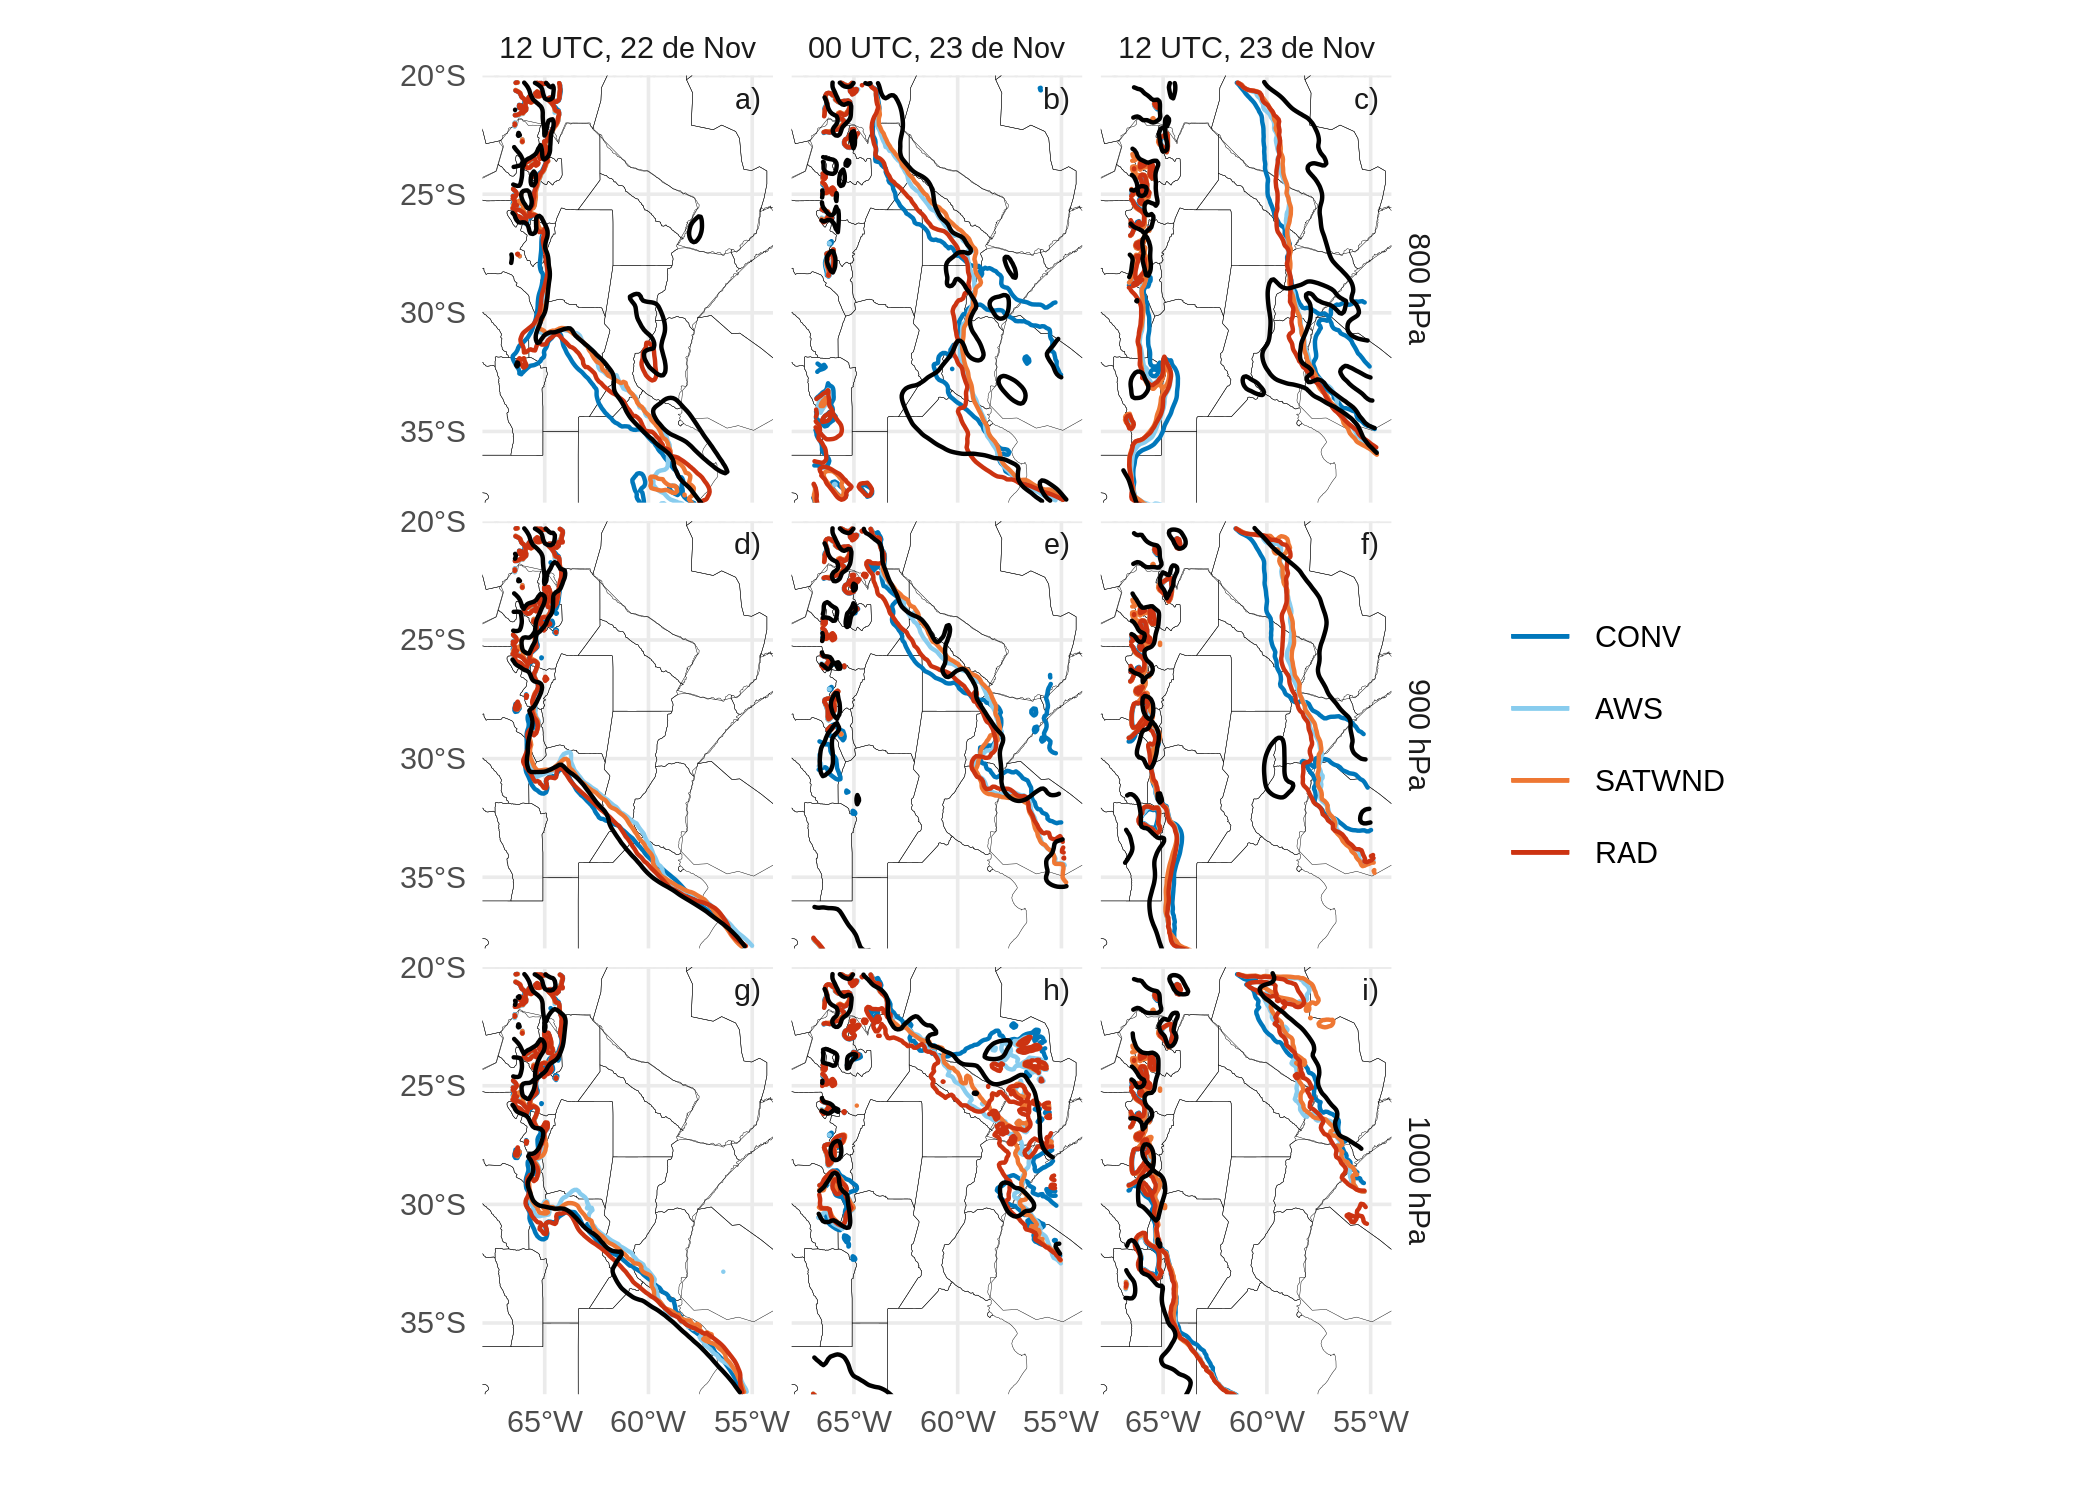 12 UTC, 22 de Nov
00 UTC, 23 de Nov
12 UTC, 23 de Nov
20°S
25°S
30°S
35°S
a)
b)
c)
800 hPa
20°S
25°S
30°S
35°S
d)
e)
f)
900 hPa
20°S
25°S
30°S
35°S
g)
h)
i)
1000 hPa
65°W
60°W
55°W
65°W
60°W
55°W
65°W
60°W
55°W
CONV
AWS
SATWND
RAD